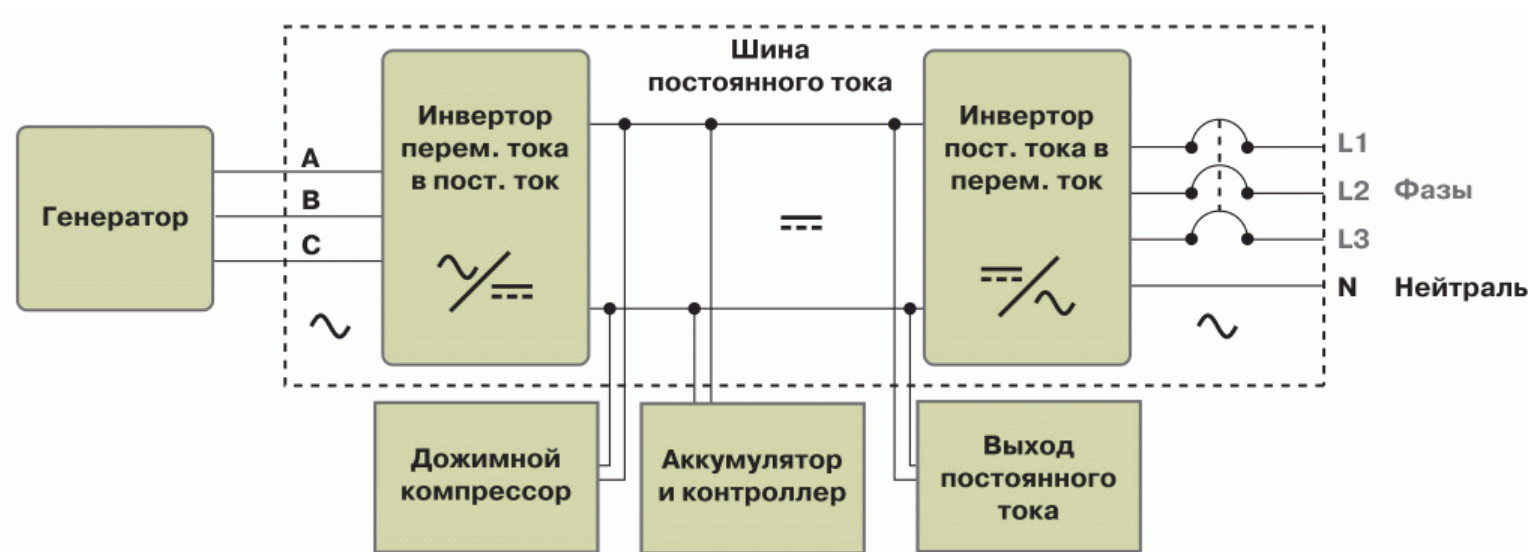 Шина
постоянного тока
Генератор
A
B
C
Инвертор
перем. тока
в пост. ток
Инвертор
пост. тока в
перем. ток
L1
L2 Фазы
L3
N Нейтраль
Дожимной
компрессор
Аккумулятор
и контроллер
Выход
постоянного
тока